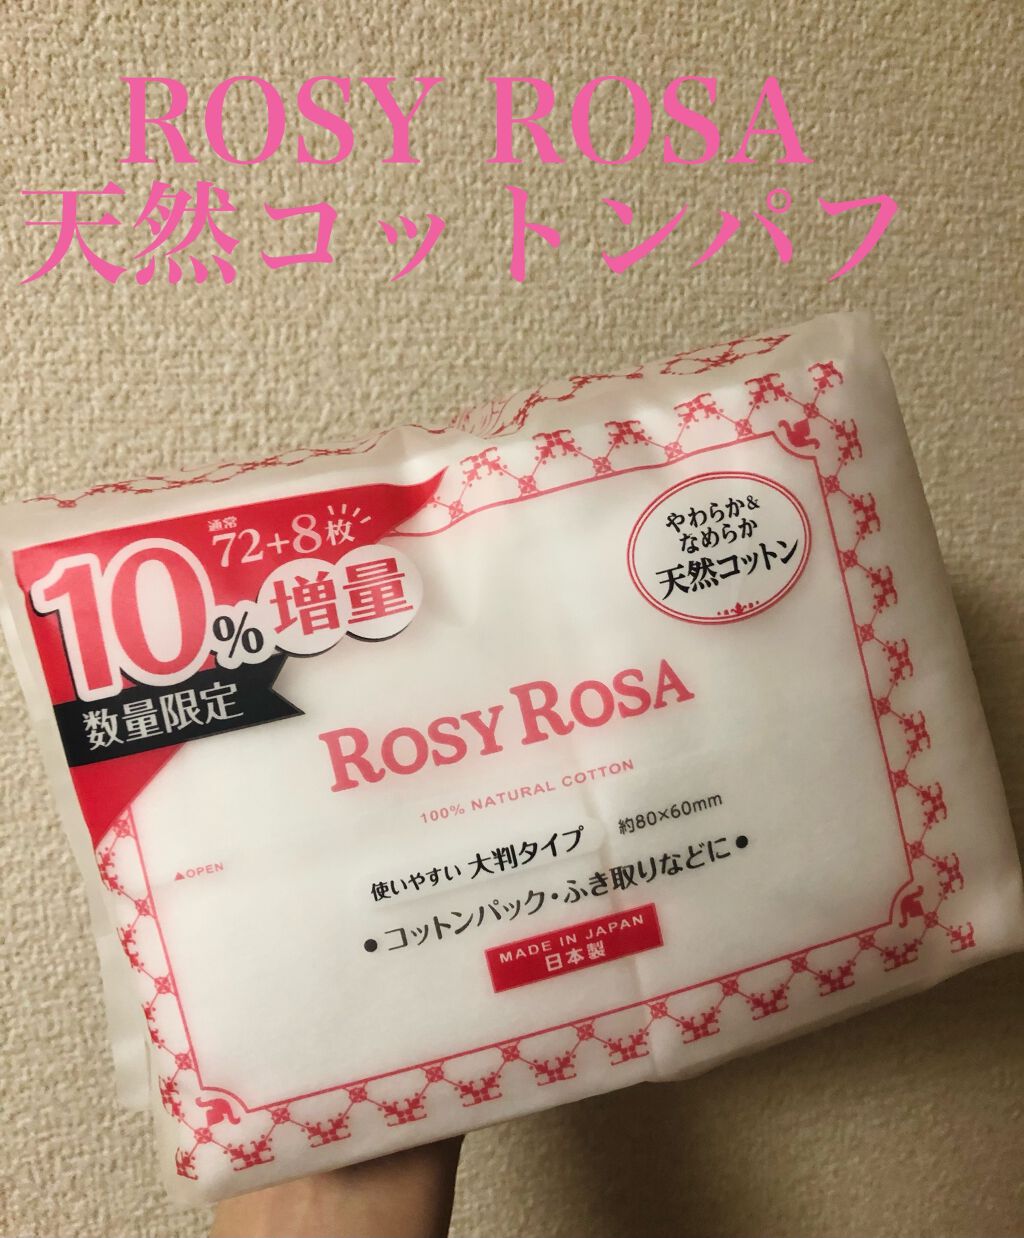 ROSY ROSA
天然コットンパフ
通常
72+8枚
10%増量
数量限定
やわらか&
なめらか
天然コットン
ROSY ROSA
100% NATURAL COTTON
▲OPEN
使いやすい 大判タイプ 約80×60mm
●コットンパック・ふき取りなどに●
MADE IN JAPAN
日本製